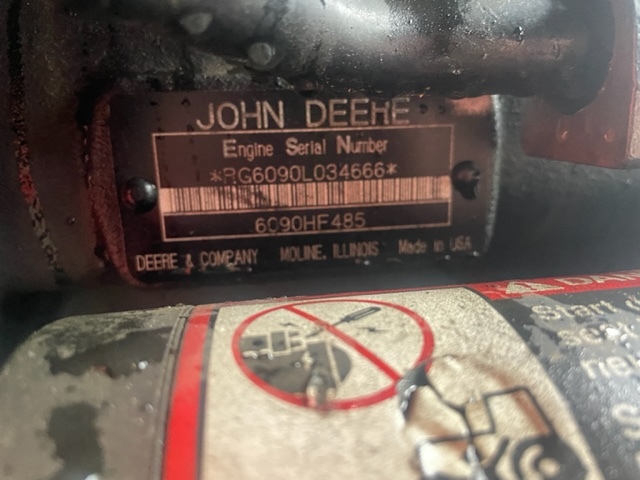 JOHN DEERE
Engine Serial Number
*RG6090L034666*
6090HF485
DEERE & COMPANY MOLINE, ILLINOIS Made in USA
Start